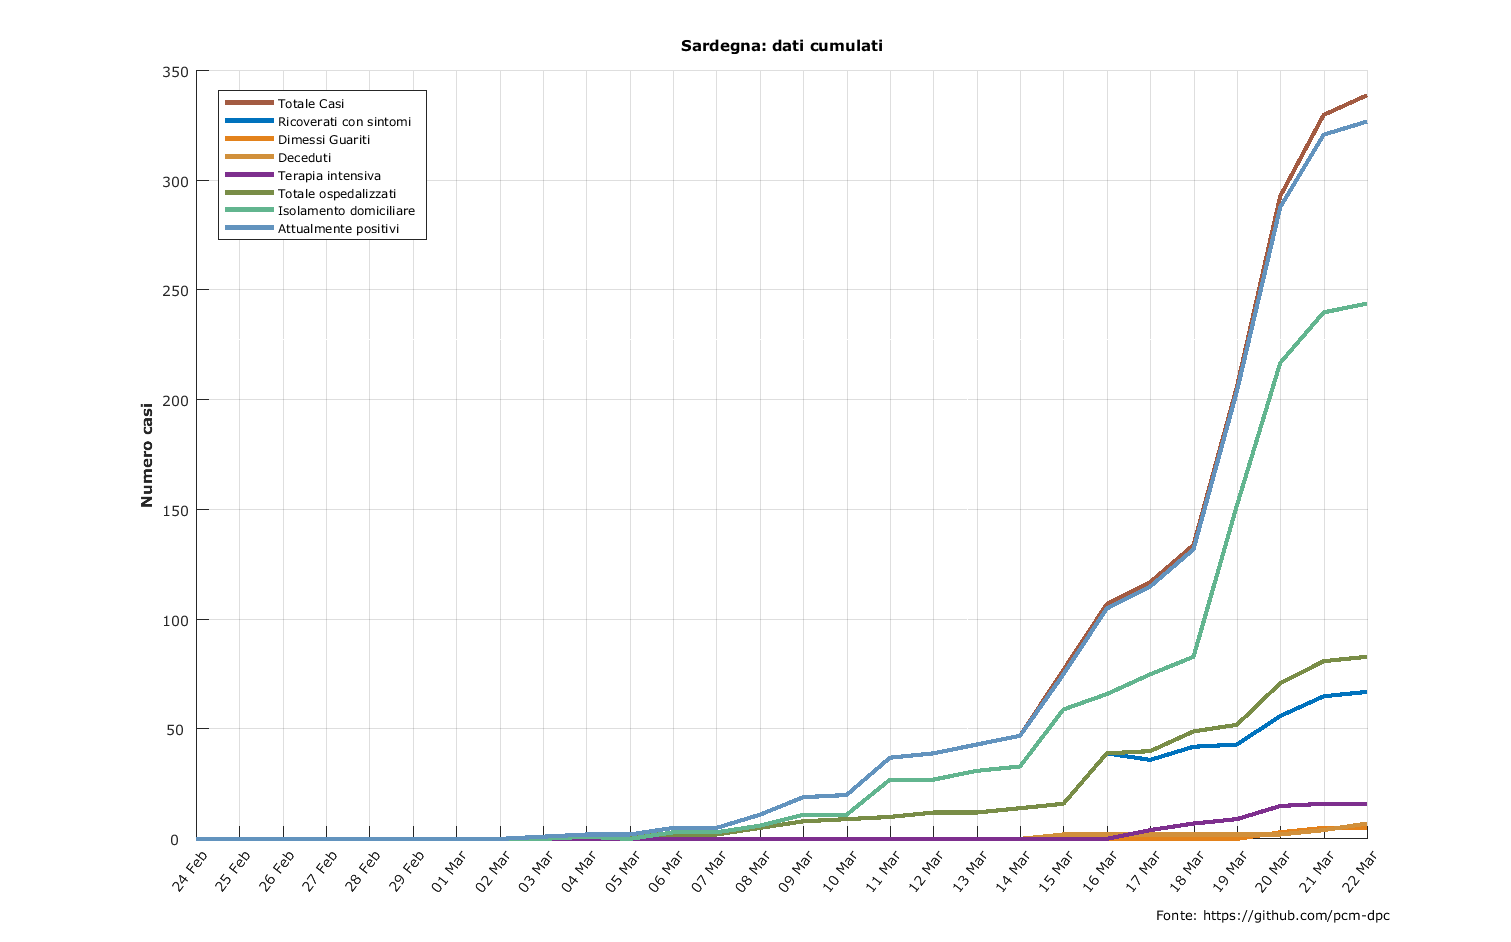 Sardegna: dati cumulati
350
300
250
200
150
100
50
0
Numero casi
Totale Casi
Ricoverati con sintomi
Dimessi Guariti
Deceduti
Terapia intensiva
Totale ospedalizzati
Isolamento domiciliare
Attualmente positivi
24 Feb
25 Feb
26 Feb
27 Feb
28 Feb
29 Feb
01 Mar
02 Mar
03 Mar
04 Mar
05 Mar
06 Mar
07 Mar
08 Mar
09 Mar
10 Mar
11 Mar
12 Mar
13 Mar
14 Mar
15 Mar
16 Mar
17 Mar
18 Mar
19 Mar
20 Mar
21 Mar
22 Mar
Fonte: https://github.com/pcm-dpc